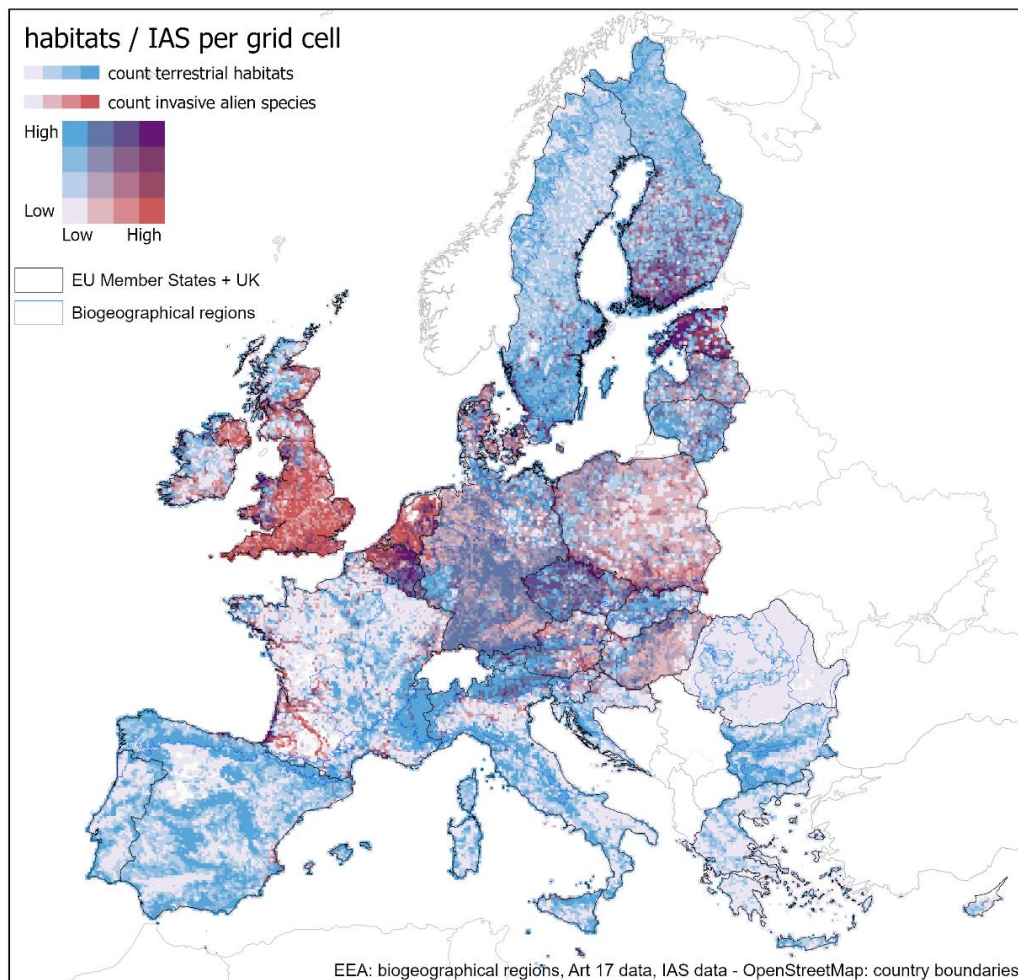 habitats / IAS per grid cell
count terrestrial habitats
count invasive alien species
High
Low
Low High
EU Member States + UK
Biogeographical regions
EEA: biogeographical regions, Art 17 data, IAS data - OpenStreetMap: country boundaries